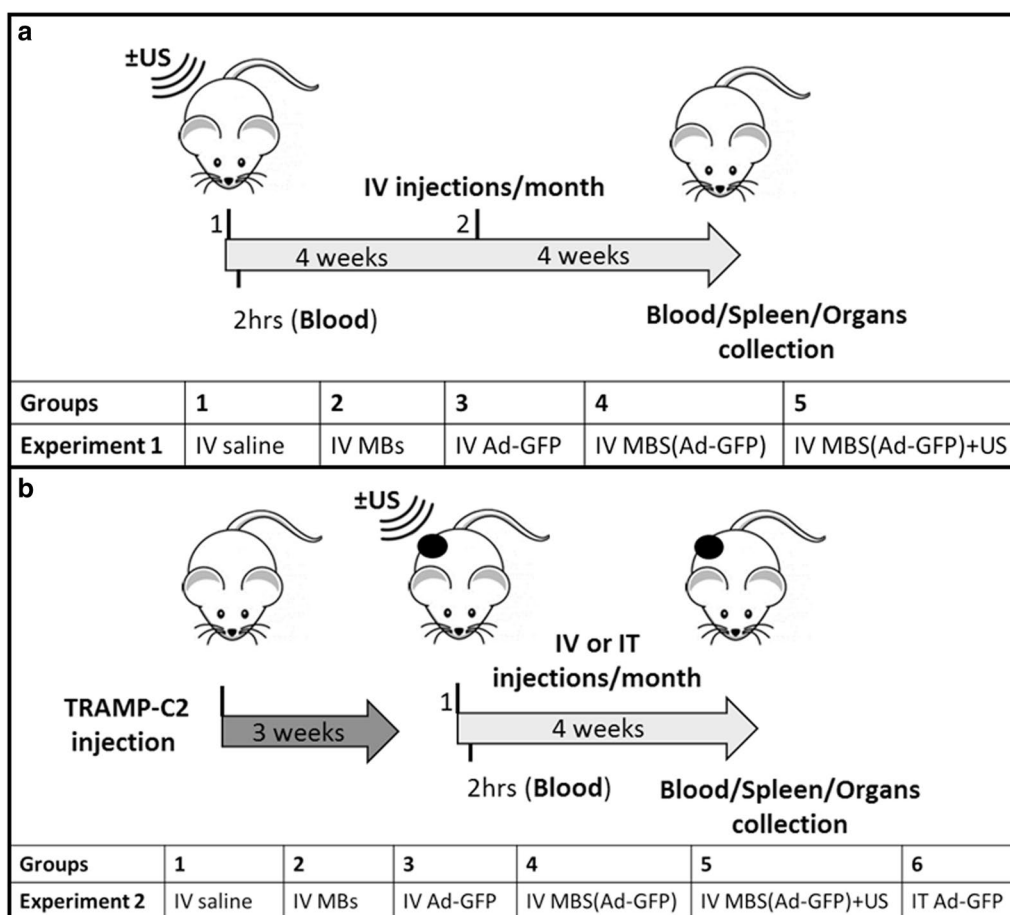 a
±US
IV injections/month
1
2
4 weeks
4 weeks
2hrs (Blood)
Blood/Spleen/Organs
collection
Groups 1 2 3 4 5
Experiment 1 IV saline IV MBs IV Ad-GFP IV MBS(Ad-GFP) IV MBS(Ad-GFP)+US
b
±US
IV or IT
injections/month
TRAMP-C2
injection
3 weeks
1
4 weeks
2hrs (Blood)
Blood/Spleen/Organs
collection
Groups 1 2 3 4 5 6
Experiment 2 IV saline IV MBs IV Ad-GFP IV MBS(Ad-GFP) IV MBS(Ad-GFP)+US IT Ad-GFP